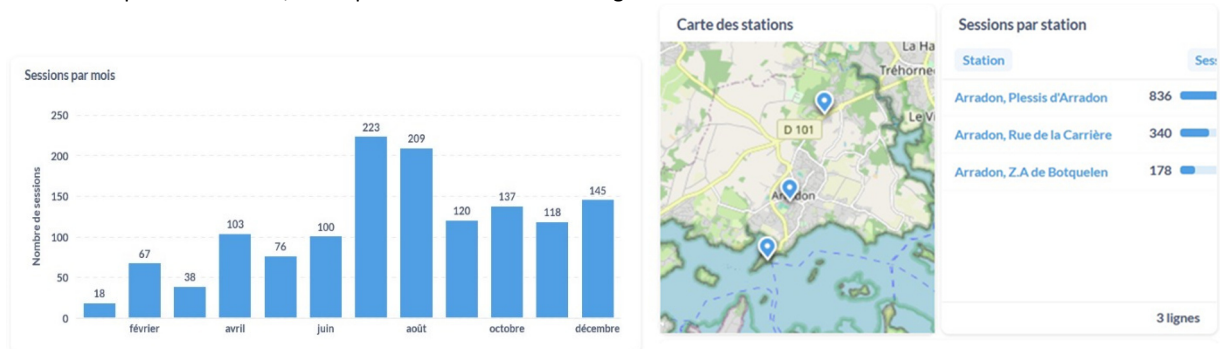 Sessions par mois
Nombre de sessions
250
200
150
100
50
0
18
67
38
103
76
100
223
209
120
137
118
145
février
avril
juin
août
octobre
décembre
Carte des stations
La Ha
Tréhorne
Le Vi
D 101
Arradon
Sessions par station
Station Sess
Arradon, Plessis d'Arradon 836
Arradon, Rue de la Carrière 340
Arradon, Z.A de Botquelen 178
3 lignes